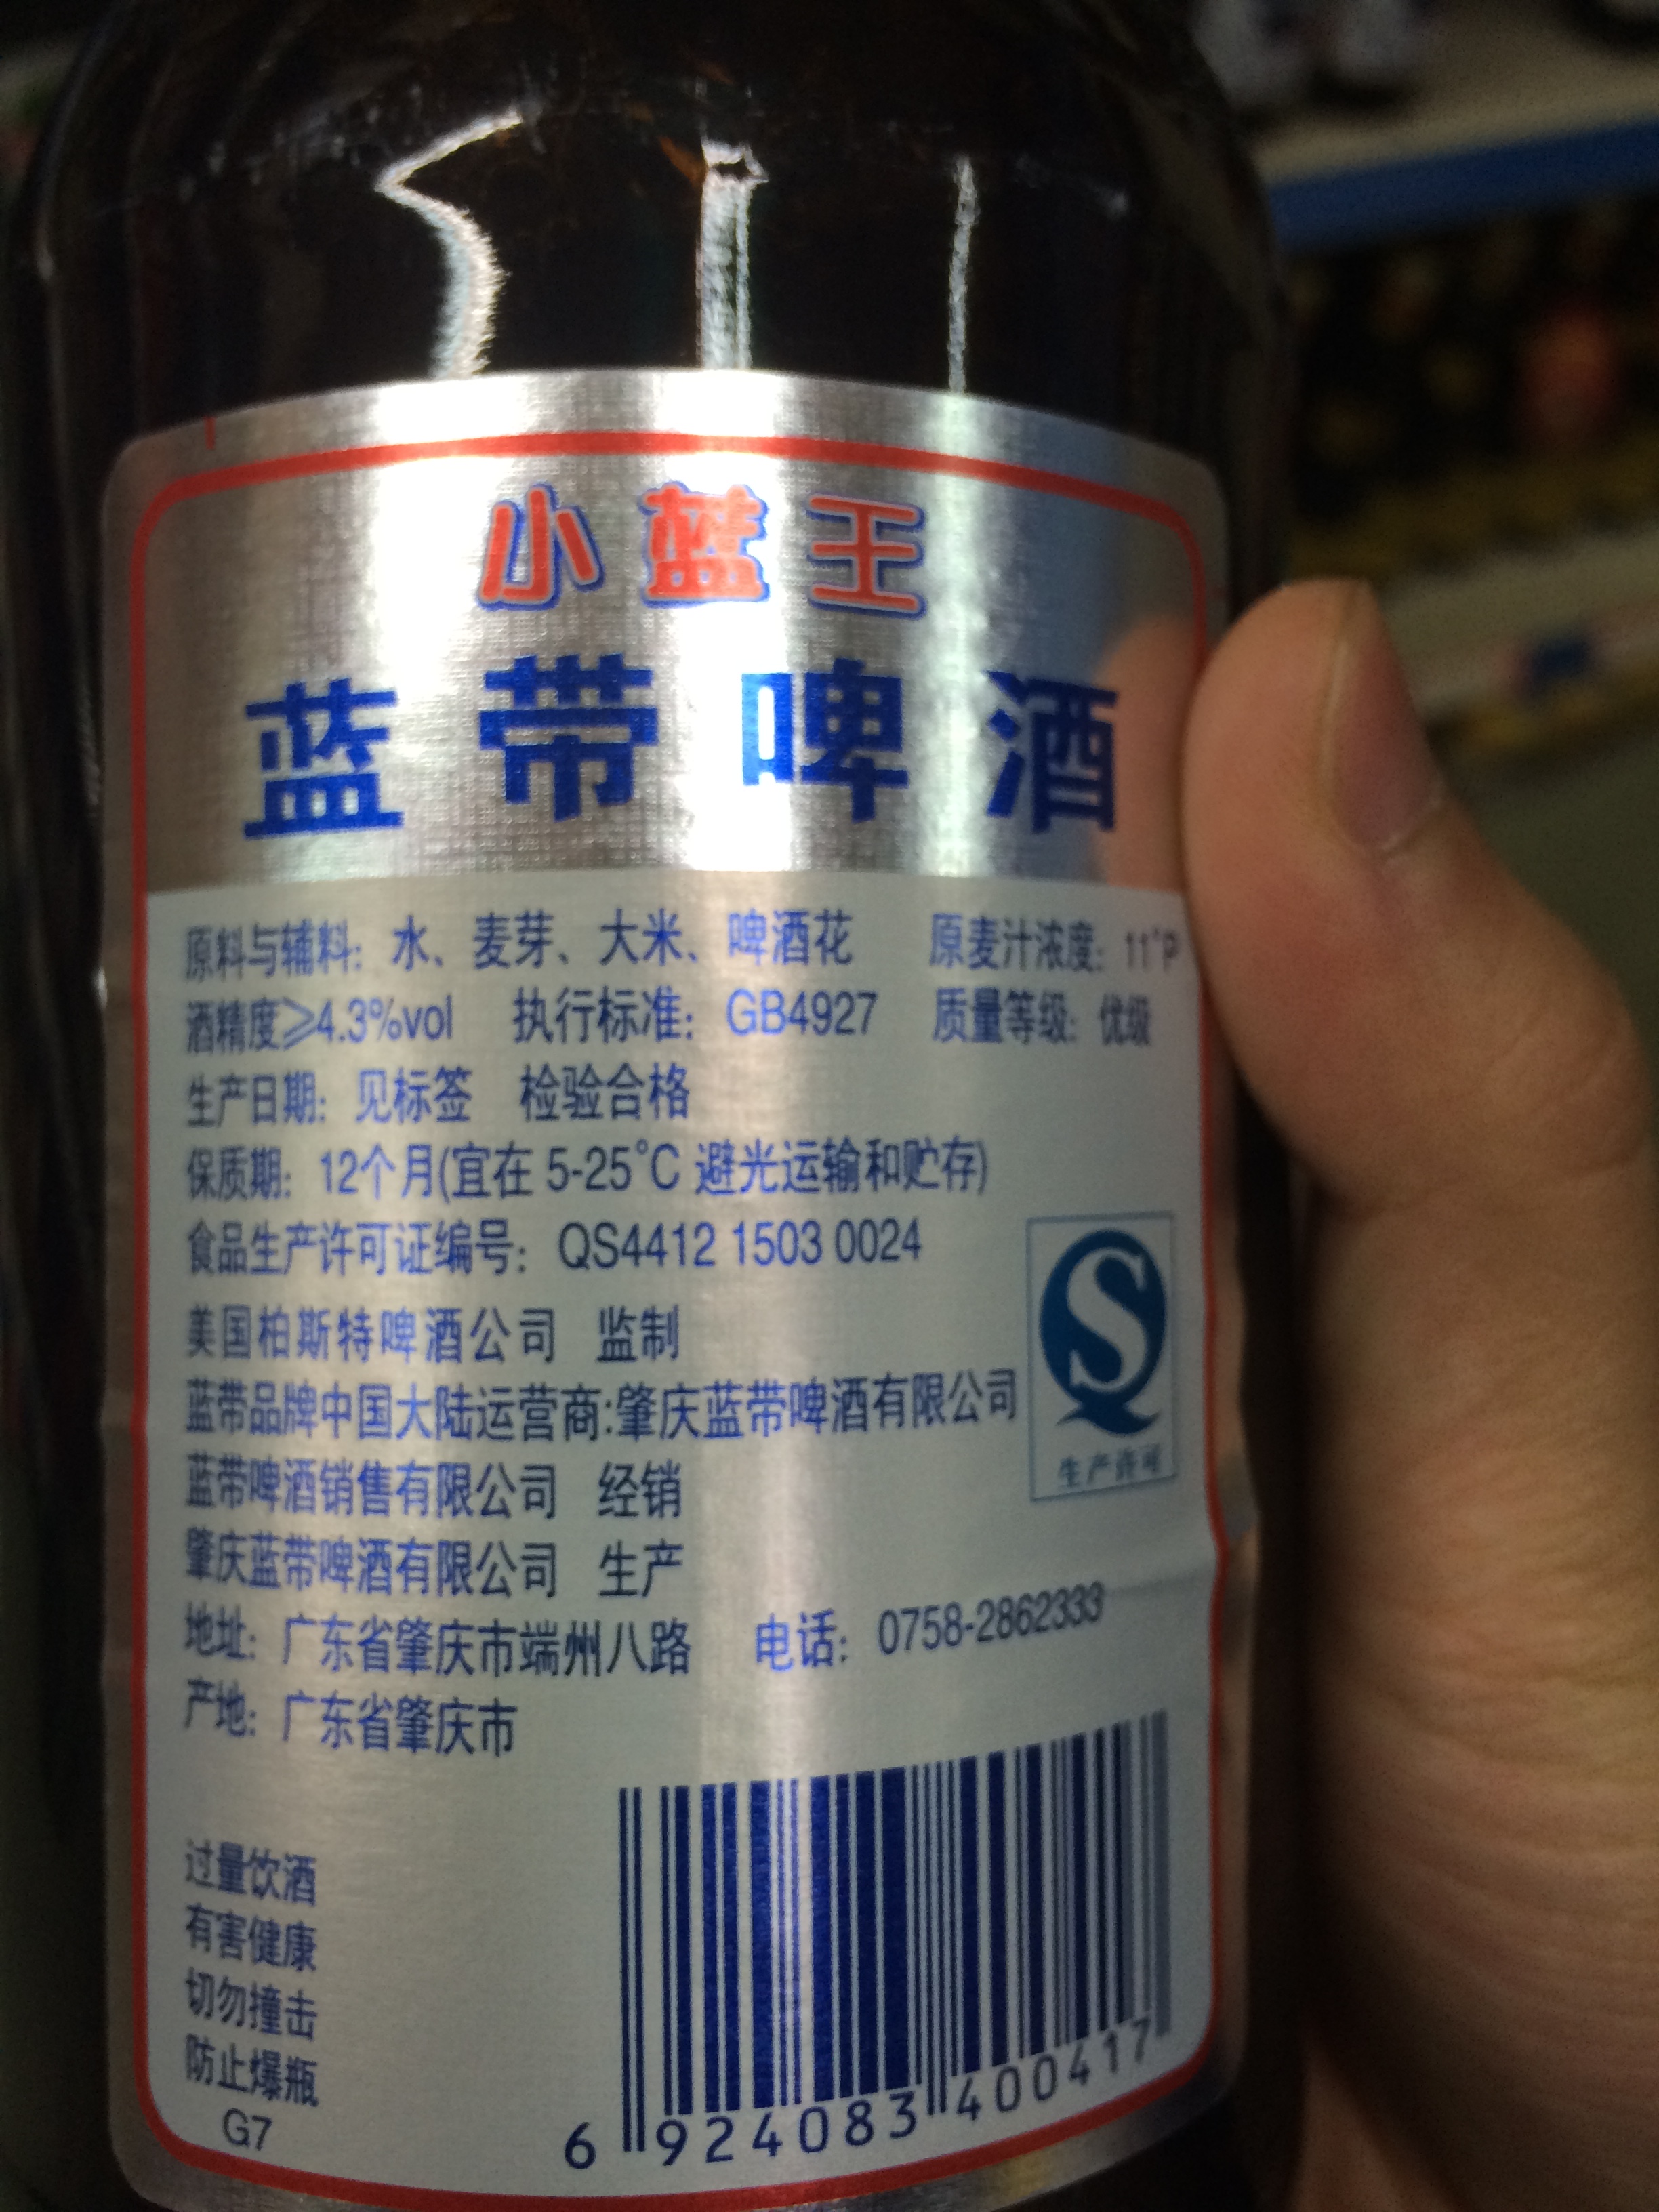 小蓝王
蓝带啤酒
原料与辅料：水、麦芽、大米、啤酒花 原麦汁浓度：11°P
酒精度≥4.3%vol 执行标准：GB4927 质量等级：优级
生产日期：见标签 检验合格
保质期：12个月(宜在 5-25°C 避光运输和贮存)
食品生产许可证编号：QS4412 1503 0024
美国柏斯特啤酒公司 监制
蓝带品牌中国大陆运营商:肇庆蓝带啤酒有限公司
生产许可
蓝带啤酒销售有限公司 经销
肇庆蓝带啤酒有限公司 生产
地址：广东省肇庆市端州八路 电话：0758-2862333
产地：广东省肇庆市
过量饮酒
有害健康
切勿撞击
防止爆瓶
G7
6 924083 400417